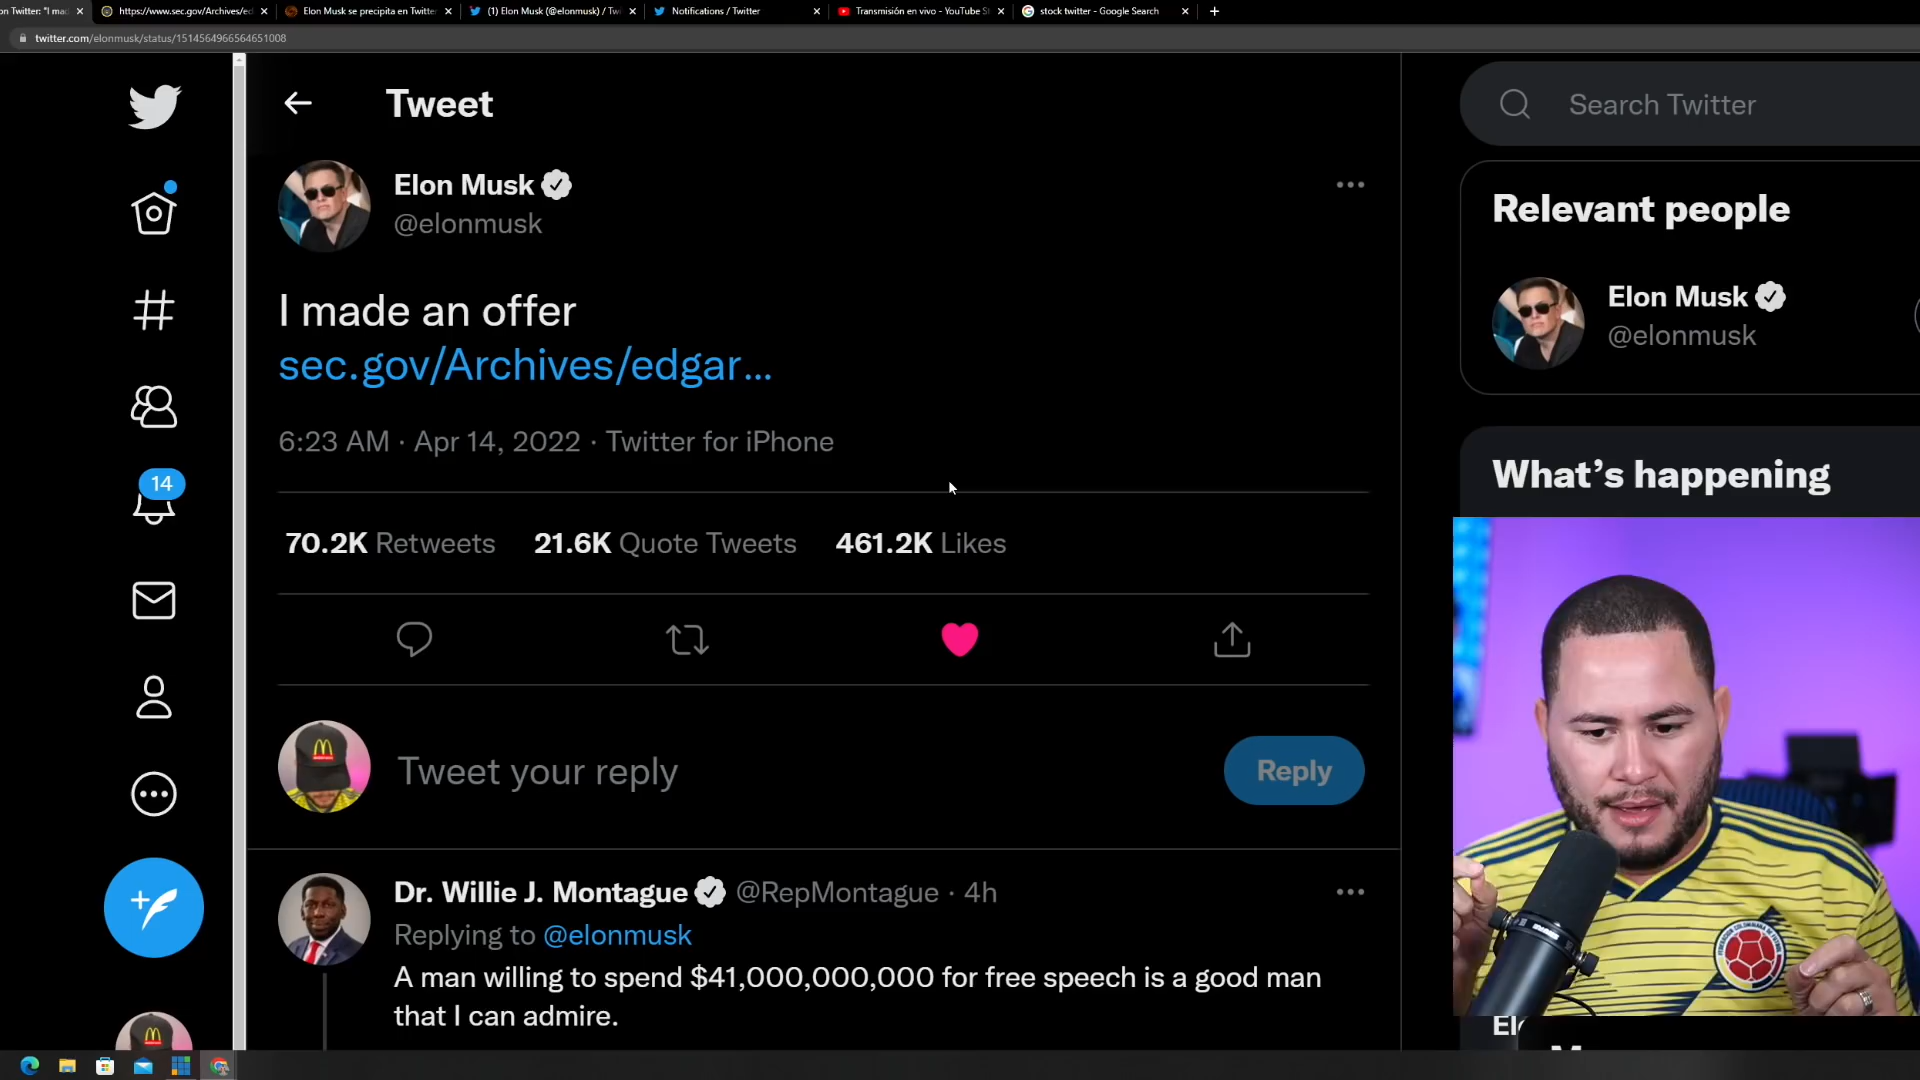 on Twitter: "I mad
https://www.sec.gov/Archives/ed
Elon Musk se precipita en Twitter
(1) Elon Musk (@elonmusk) / Tw
Notifications / Twitter
Transmisión en vivo - YouTube St
stock twitter - Google Search
twitter.com/elonmusk/status/1514564966564651008
Tweet
Search Twitter
Elon Musk
@elonmusk
Relevant people
Elon Musk
@elonmusk
I made an offer
sec.gov/Archives/edgar...
6:23 AM · Apr 14, 2022 · Twitter for iPhone
What's happening
14
70.2K Retweets 21.6K Quote Tweets 461.2K Likes
Tweet your reply
Reply
Dr. Willie J. Montague @RepMontague · 4h
Replying to @elonmusk
A man willing to spend $41,000,000,000 for free speech is a good man
that I can admire.